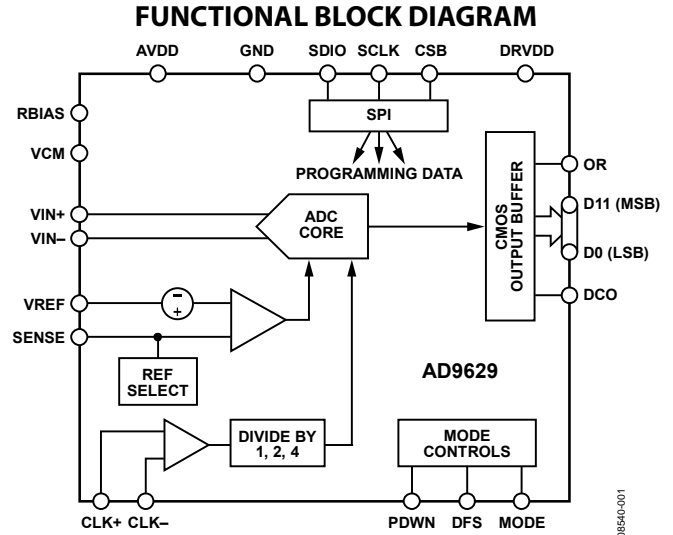 FUNCTIONAL BLOCK DIAGRAM
AVDD GND SDIO SCLK CSB DRVDD
RBIAS
SPI
VCM
PROGRAMMING DATA
OR
VIN+
ADC
CORE
CMOS
OUTPUT BUFFER
D11 (MSB)
VIN–
D0 (LSB)
VREF
–
+
DCO
SENSE
REF
SELECT
AD9629
DIVIDE BY
1, 2, 4
MODE
CONTROLS
CLK+ CLK–
PDWN DFS MODE
08540-001